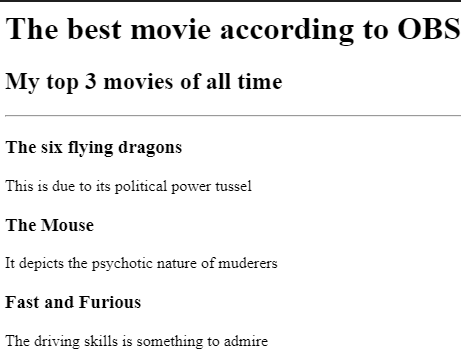 The best movie according to OBS
My top 3 movies of all time
The six flying dragons
This is due to its political power tussel
The Mouse
It depicts the psychotic nature of muderers
Fast and Furious
The driving skills is something to admire